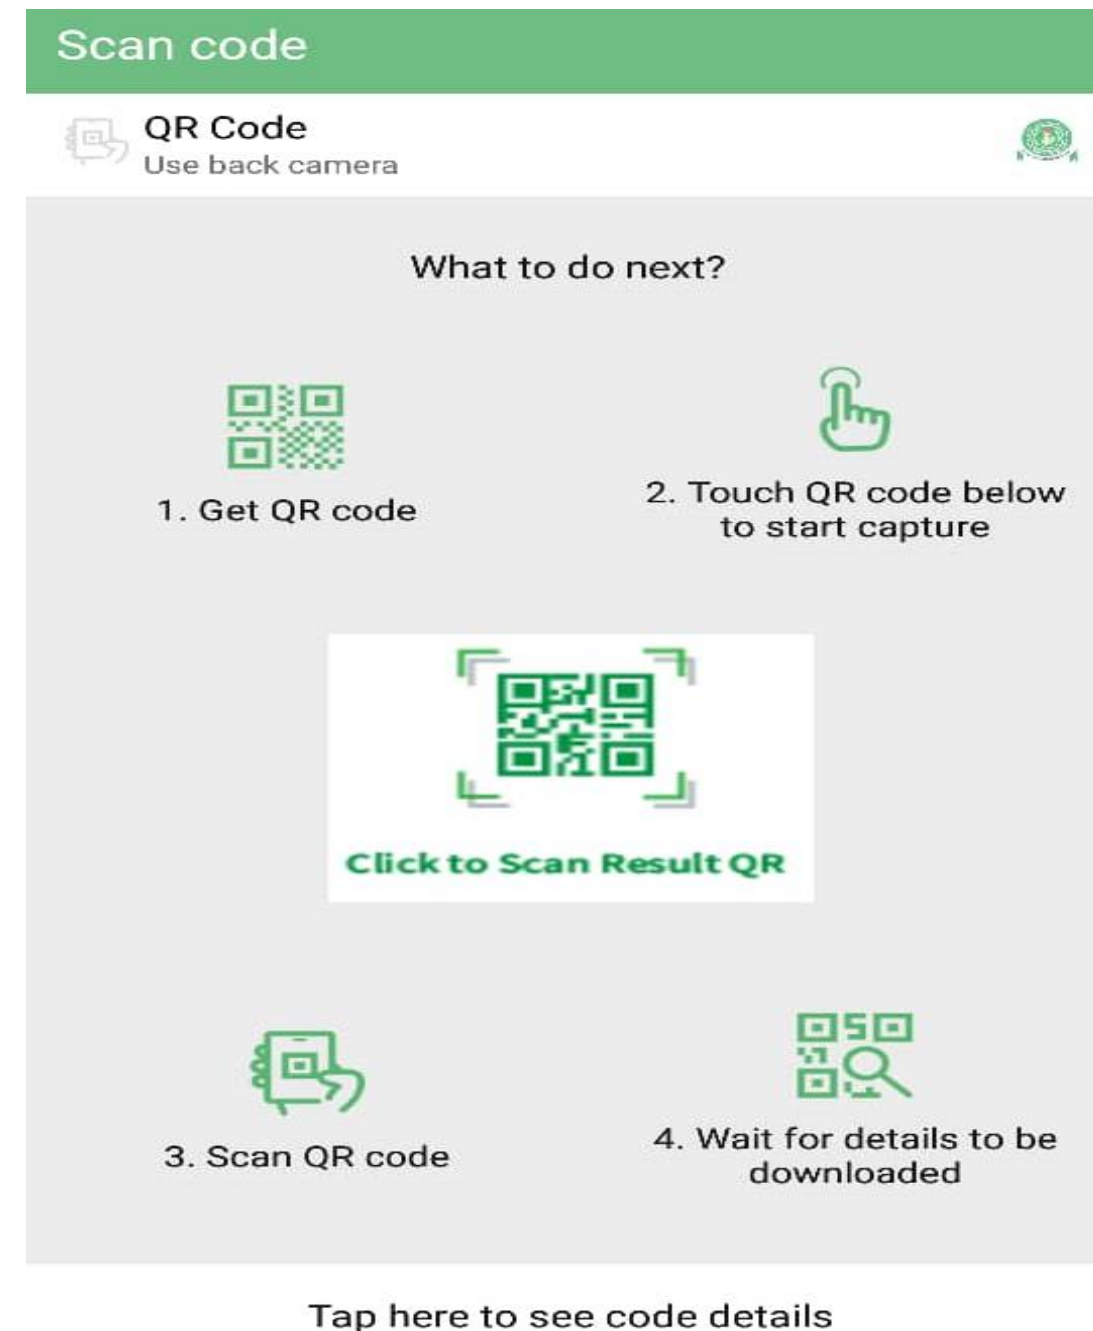 Scan code
QR Code
Use back camera
What to do next?
1. Get QR code
2. Touch QR code below
to start capture
Click to Scan Result QR
3. Scan QR code
4. Wait for details to be
downloaded
Tap here to see code details